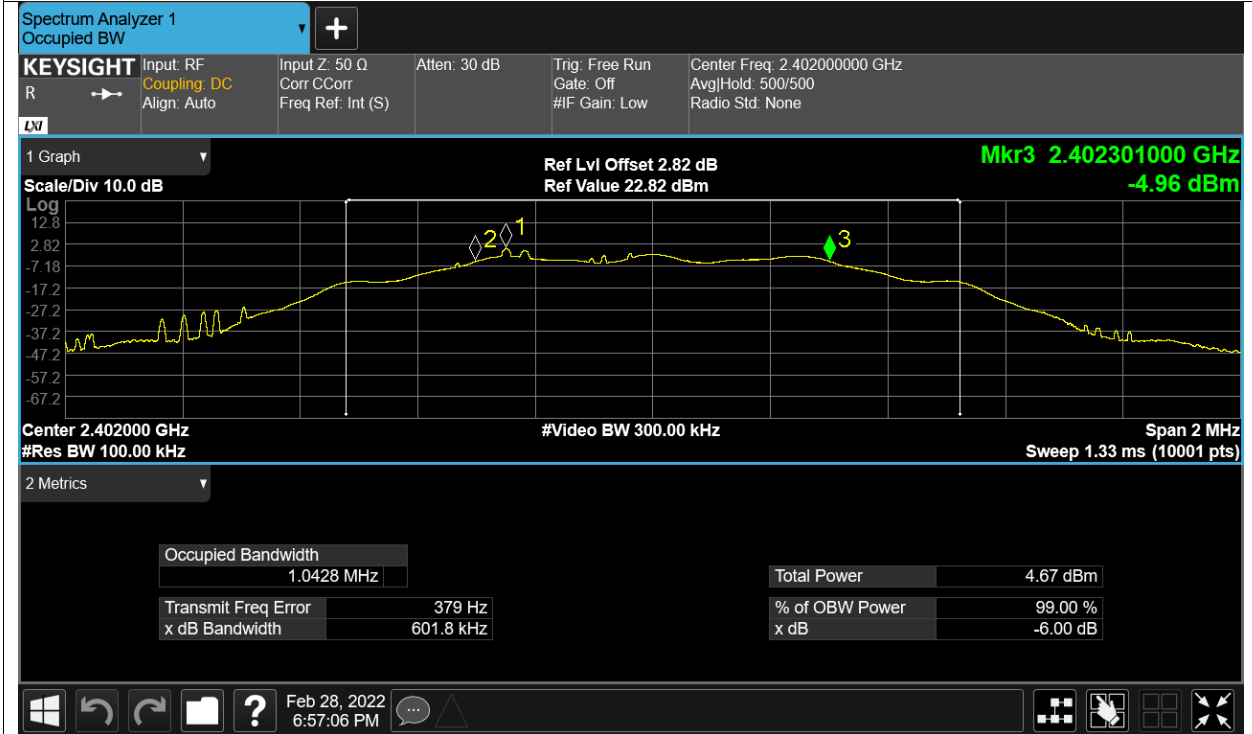 Spectrum Analyzer 1
Occupied BW
▼
+
KEYSIGHT
R
LXI
Input: RF
Coupling: DC
Align: Auto
Input Z: 50 Ω
Corr CCorr
Freq Ref: Int (S)
Atten: 30 dB
Trig: Free Run
Gate: Off
#IF Gain: Low
Center Freq: 2.402000000 GHz
Avg|Hold: 500/500
Radio Std: None
1 Graph ▼
Scale/Div 10.0 dB
Ref Lvl Offset 2.82 dB
Ref Value 22.82 dBm
Mkr3 2.402301000 GHz
-4.96 dBm
Log
12.8
2.82
-7.18
-17.2
-27.2
-37.2
-47.2
-57.2
-67.2
2
1
3
Center 2.402000 GHz
#Res BW 100.00 kHz
#Video BW 300.00 kHz
Span 2 MHz
Sweep 1.33 ms (10001 pts)
2 Metrics ▼
Occupied Bandwidth
1.0428 MHz
Transmit Freq Error 379 Hz
x dB Bandwidth 601.8 kHz
Total Power 4.67 dBm
% of OBW Power 99.00 %
x dB -6.00 dB
?
Feb 28, 2022
6:57:06 PM